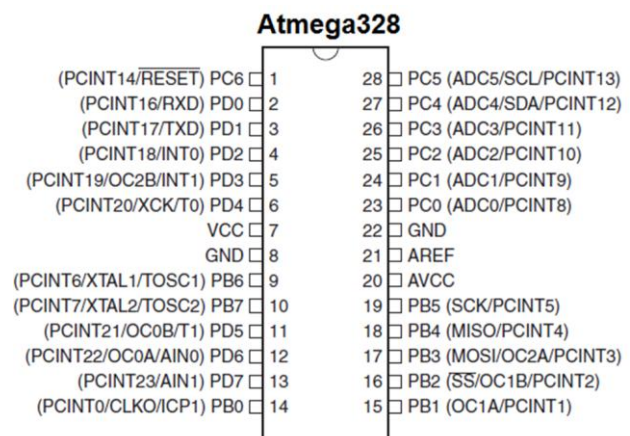 Atmega328
(PCINT14/RESET) PC6 1 28 PC5 (ADC5/SCL/PCINT13)
(PCINT16/RXD) PD0 2 27 PC4 (ADC4/SDA/PCINT12)
(PCINT17/TXD) PD1 3 26 PC3 (ADC3/PCINT11)
(PCINT18/INT0) PD2 4 25 PC2 (ADC2/PCINT10)
(PCINT19/OC2B/INT1) PD3 5 24 PC1 (ADC1/PCINT9)
(PCINT20/XCK/T0) PD4 6 23 PC0 (ADC0/PCINT8)
VCC 7 22 GND
GND 8 21 AREF
(PCINT6/XTAL1/TOSC1) PB6 9 20 AVCC
(PCINT7/XTAL2/TOSC2) PB7 10 19 PB5 (SCK/PCINT5)
(PCINT21/OC0B/T1) PD5 11 18 PB4 (MISO/PCINT4)
(PCINT22/OC0A/AIN0) PD6 12 17 PB3 (MOSI/OC2A/PCINT3)
(PCINT23/AIN1) PD7 13 16 PB2 (SS/OC1B/PCINT2)
(PCINT0/CLKO/ICP1) PB0 14 15 PB1 (OC1A/PCINT1)